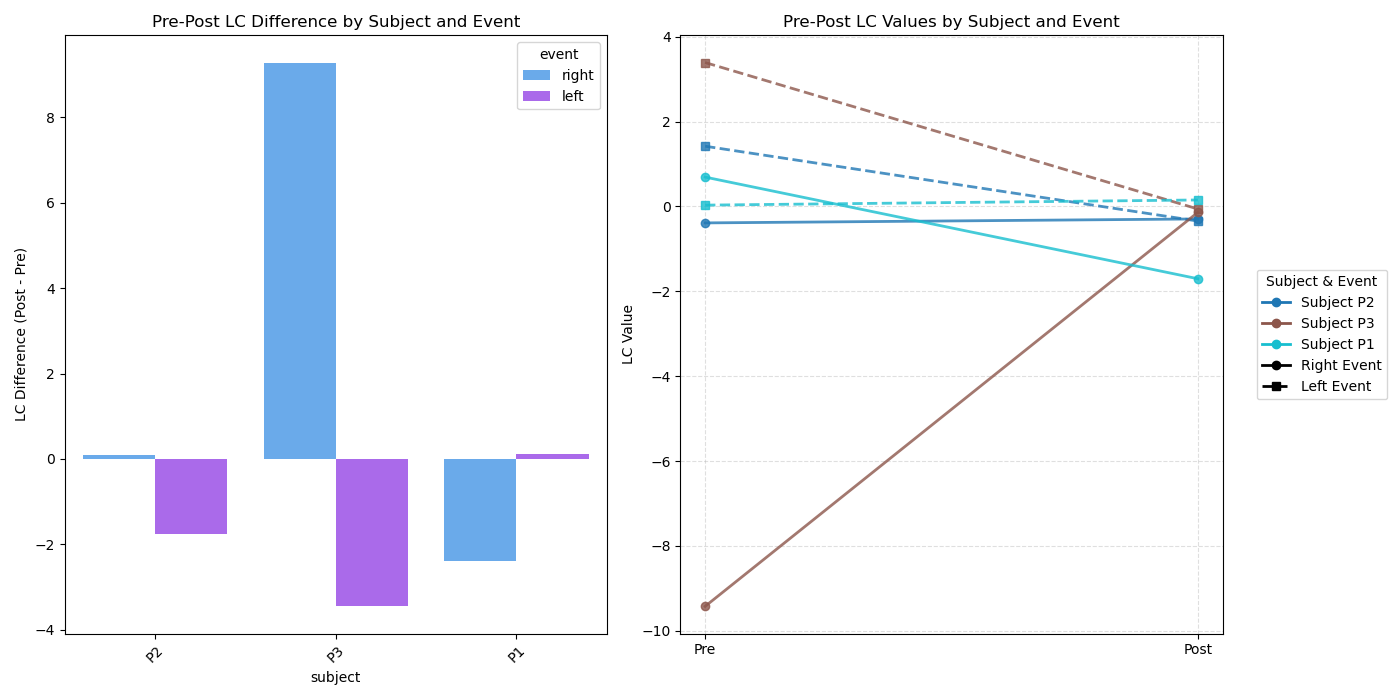 Pre-Post LC Difference by Subject and Event
LC Difference (Post - Pre)
8
6
4
2
0
−2
−4
event
right
left
P2
P3
P1
subject
Pre-Post LC Values by Subject and Event
LC Value
4
2
0
−2
−4
−6
−8
−10
Pre
Post
Subject & Event
Subject P2
Subject P3
Subject P1
Right Event
Left Event